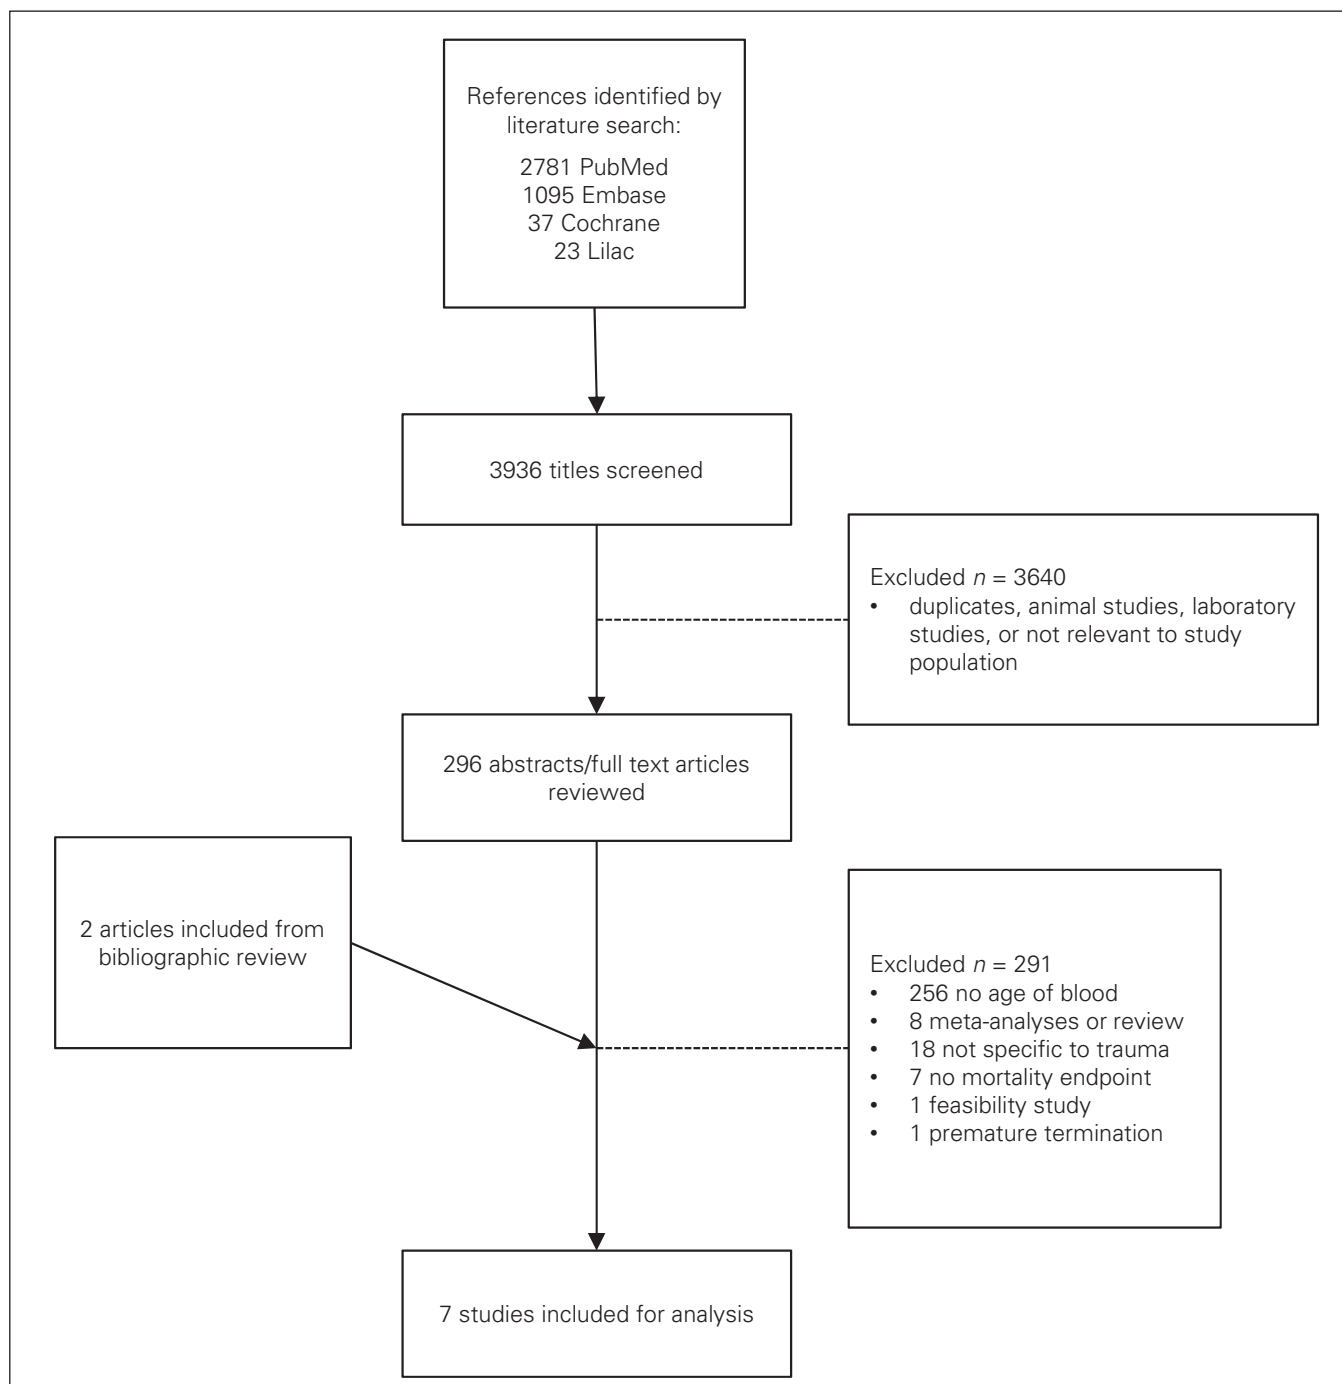 References identified by
literature search:
2781 PubMed
1095 Embase
37 Cochrane
23 Lilac
3936 titles screened
Excluded n = 3640
• duplicates, animal studies, laboratory
studies, or not relevant to study
population
296 abstracts/full text articles
reviewed
2 articles included from
bibliographic review
Excluded n = 291
• 256 no age of blood
• 8 meta-analyses or review
• 18 not specific to trauma
• 7 no mortality endpoint
• 1 feasibility study
• 1 premature termination
7 studies included for analysis